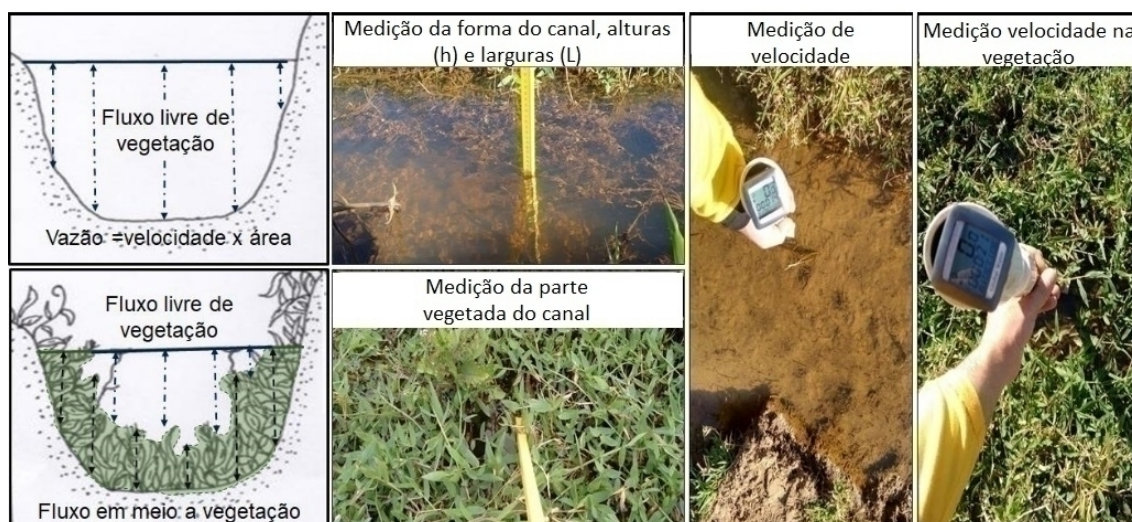 Fluxo livre de
vegetação
Vazão =velocidade x área
Medição da forma do canal, alturas
(h) e larguras (L)
Medição de
velocidade
Medição velocidade na
vegetação
Fluxo livre de
vegetação
Fluxo em meio a vegetação
Medição da parte
vegetada do canal